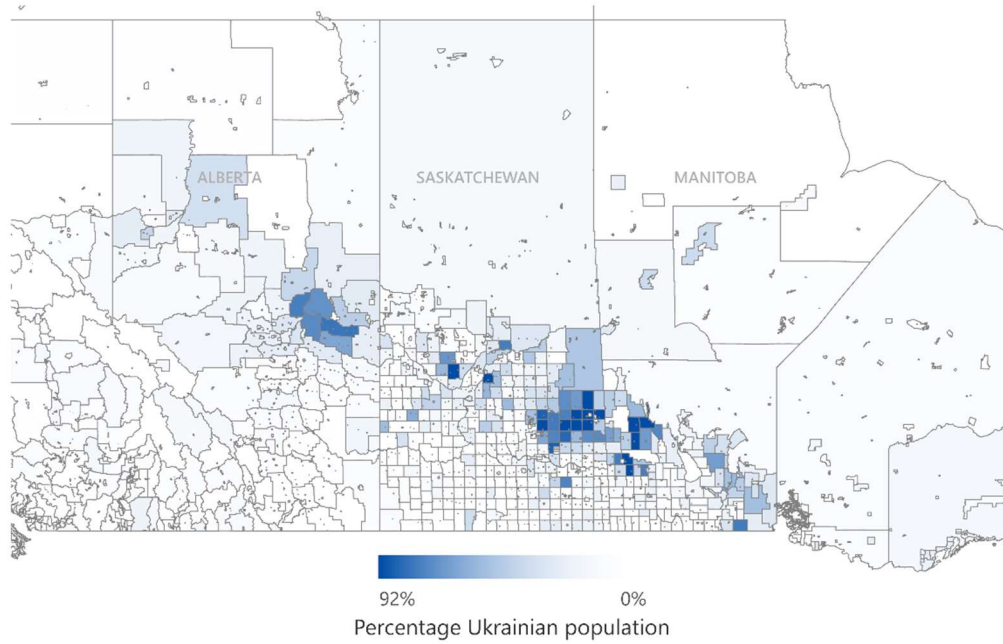 ALBERTA SASKATCHEWAN MANITOBA
92% 0%
Percentage Ukrainian population